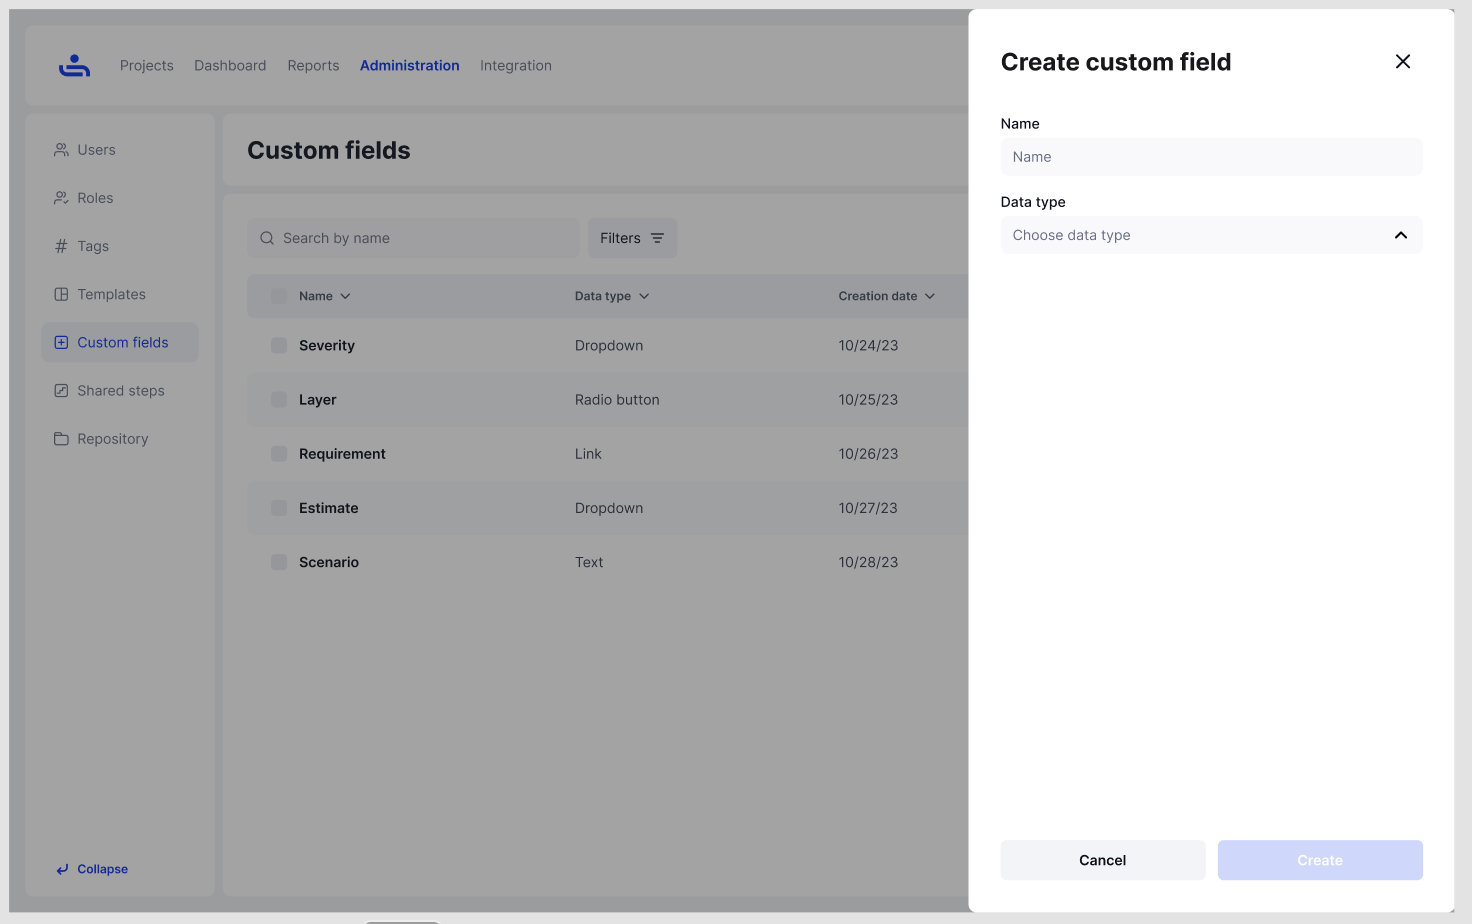 Projects Dashboard Reports Administration Integration
Users
Roles
Tags
Templates
Custom fields
Shared steps
Repository
Collapse
Custom fields
Search by name Filters
Name Data type Creation date
Severity Dropdown 10/24/23
Layer Radio button 10/25/23
Requirement Link 10/26/23
Estimate Dropdown 10/27/23
Scenario Text 10/28/23
Create custom field
Name
Name
Data type
Choose data type
Cancel Create